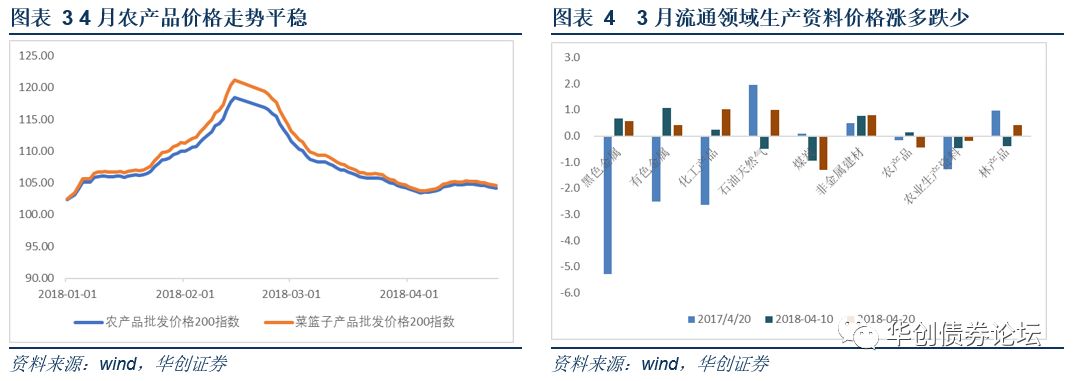 图表 3 4 月农产品价格走势平稳
125.00
120.00
115.00
110.00
105.00
100.00
95.00
90.00
2018-01-01 2018-02-01 2018-03-01 2018-04-01
农产品批发价格200指数 菜篮子产品批发价格200指数
资料来源：wind，华创证券
图表 4 3 月流通领域生产资料价格涨多跌少
3.0
2.0
1.0
0.0
-1.0
-2.0
-3.0
-4.0
-5.0
-6.0
黑色金属 有色金属 化工产品 石油天然气 煤炭 非金属建材 农产品 农业生产资料 林产品
2017/4/20 2018-04-10 2018-04-20
华创债券论坛
资料来源：wind，华创证券